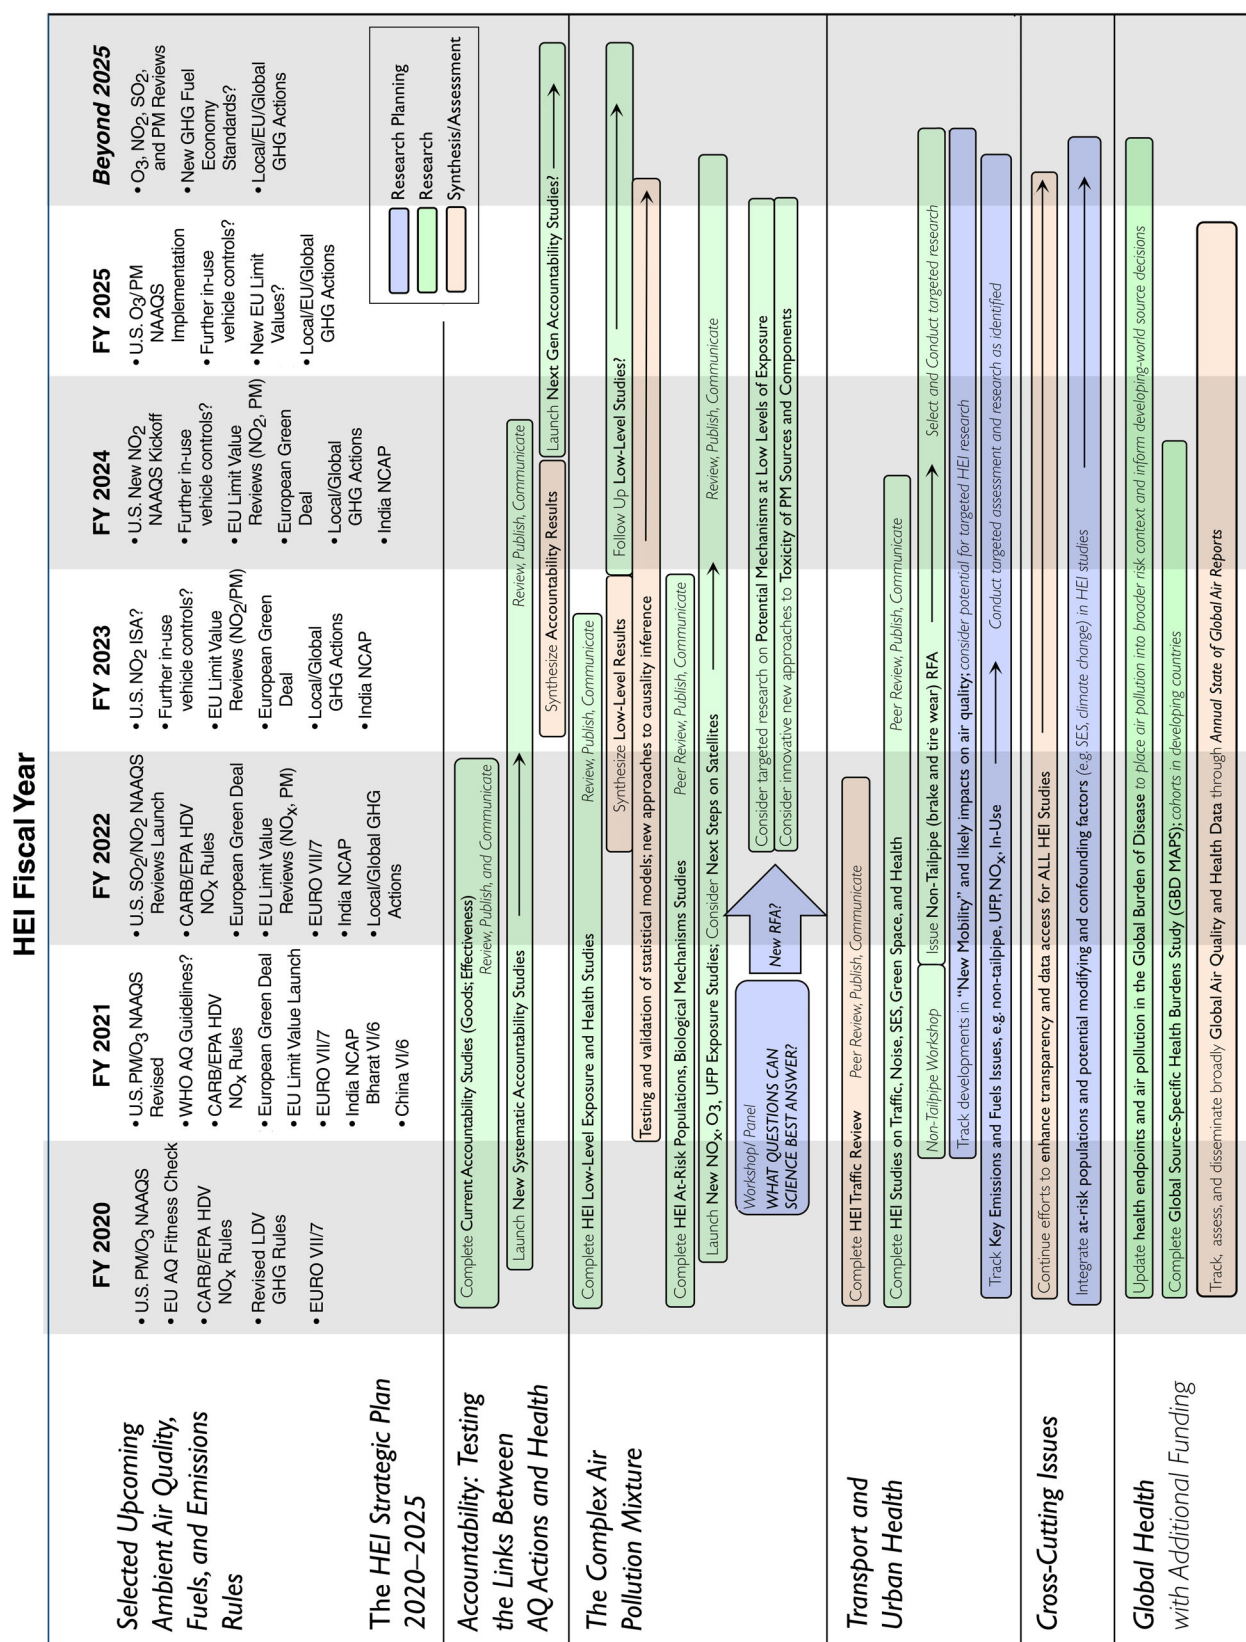 HEI Fiscal Year
Selected Upcoming
Ambient Air Quality,
Fuels, and Emissions
Rules
FY 2020
• U.S. PM/O3 NAAQS
• EU AQ Fitness Check
• CARB/EPA HDV
NOx Rules
• Revised LDV
GHG Rules
• EURO VII/7
FY 2021
• U.S. PM/O3 NAAQS
Revised
• WHO AQ Guidelines?
• CARB/EPA HDV
NOx Rules
• European Green Deal
• EU Limit Value Launch
• EURO VII/7
• India NCAP
Bharat VI/6
• China VI/6
FY 2022
• U.S. SO2/NO2 NAAQS
Reviews Launch
• CARB/EPA HDV
NOx Rules
• European Green Deal
• EU Limit Value
Reviews (NOx, PM)
• EURO VII/7
• India NCAP
• Local/Global GHG
Actions
FY 2023
• U.S. NO2 ISA?
• Further in-use
vehicle controls?
• EU Limit Value
Reviews (NO2/PM)
• European Green
Deal
• Local/Global
GHG Actions
• India NCAP
FY 2024
• U.S. New NO2
NAAQS Kickoff
• Further in-use
vehicle controls?
• EU Limit Value
Reviews (NO2, PM)
• European Green
Deal
• Local/Global
GHG Actions
• India NCAP
FY 2025
• U.S. O3/PM
NAAQS
Implementation
• Further in-use
vehicle controls?
• New EU Limit
Values?
• Local/EU/Global
GHG Actions
Beyond 2025
• O3, NO2, SO2,
and PM Reviews
• New GHG Fuel
Economy
Standards?
• Local/EU/Global
GHG Actions
The HEI Strategic Plan
2020–2025
Research Planning
Research
Synthesis/Assessment
Accountability: Testing
the Links Between
AQ Actions and Health
Complete Current Accountability Studies (Goods; Effectiveness)
Review, Publish, and Communicate
Launch New Systematic Accountability Studies
Review, Publish, Communicate
Synthesize Accountability Results
Launch Next Gen Accountability Studies?
The Complex Air
Pollution Mixture
Complete HEI Low-Level Exposure and Health Studies
Review, Publish, Communicate
Synthesize Low-Level Results
Follow Up Low-Level Studies?
Testing and validation of statistical models; new approaches to causality inference
Complete HEI At-Risk Populations, Biological Mechanisms Studies
Peer Review, Publish, Communicate
Launch New NOx, O3, UFP Exposure Studies; Consider Next Steps on Satellites
Review, Publish, Communicate
Workshop/ Panel
WHAT QUESTIONS CAN
SCIENCE BEST ANSWER?
New RFA?
Consider targeted research on Potential Mechanisms at Low Levels of Exposure
Consider innovative new approaches to Toxicity of PM Sources and Components
Transport and
Urban Health
Complete HEI Traffic Review
Peer Review, Publish, Communicate
Complete HEI Studies on Traffic, Noise, SES, Green Space, and Health
Peer Review, Publish, Communicate
Non-Tailpipe Workshop
Issue Non-Tailpipe (brake and tire wear) RFA
Select and Conduct targeted research
Track developments in “New Mobility” and likely impacts on air quality; consider potential for targeted HEI research
Track Key Emissions and Fuels Issues, e.g. non-tailpipe, UFP, NOx, In-Use
Conduct targeted assessment and research as identified
Cross-Cutting Issues
Continue efforts to enhance transparency and data access for ALL HEI Studies
Integrate at-risk populations and potential modifying and confounding factors (e.g. SES, climate change) in HEI studies
Global Health
with Additional Funding
Update health endpoints and air pollution in the Global Burden of Disease to place air pollution into broader risk context and inform developing-world source decisions
Complete Global Source-Specific Health Burdens Study (GBD MAPS); cohorts in developing countries
Track, assess, and disseminate broadly Global Air Quality and Health Data through Annual State of Global Air Reports